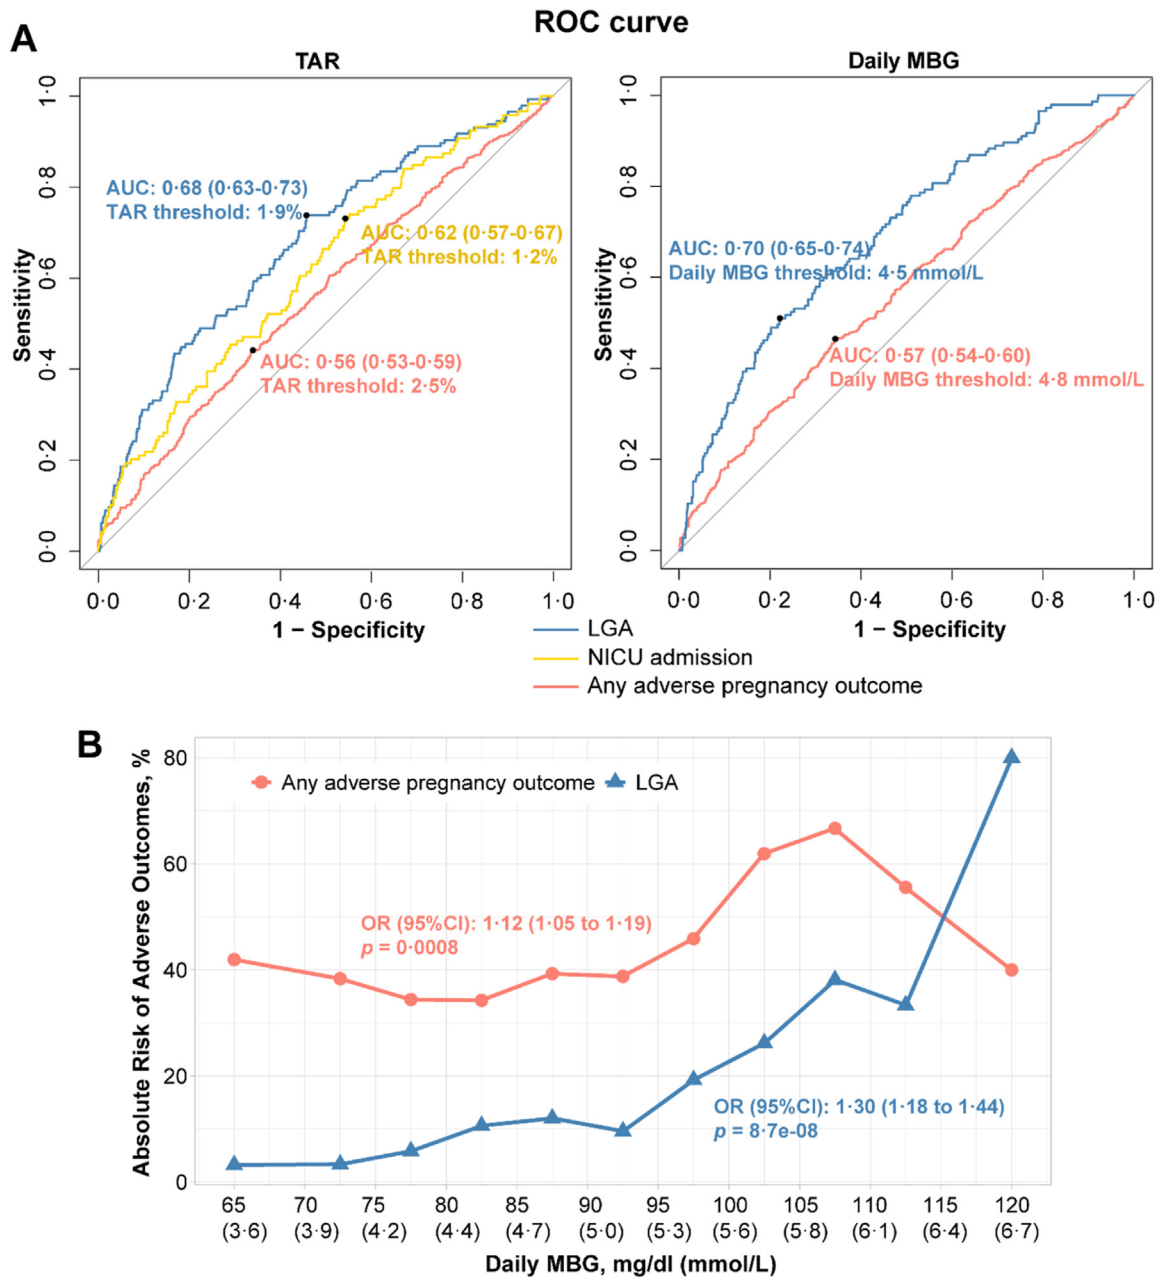 ROC curve
A
TAR
Daily MBG
Sensitivity
1·0
0·8
0·6
0·4
0·2
0·0
AUC: 0·68 (0·63-0·73)
TAR threshold: 1·9%
AUC: 0·62 (0·57-0·67)
TAR threshold: 1·2%
AUC: 0·56 (0·53-0·59)
TAR threshold: 2·5%
0·0 0·2 0·4 0·6 0·8 1·0
1 − Specificity
Sensitivity
1·0
0·8
0·6
0·4
0·2
0·0
AUC: 0·70 (0·65-0·74)
Daily MBG threshold: 4·5 mmol/L
AUC: 0·57 (0·54-0·60)
Daily MBG threshold: 4·8 mmol/L
0·0 0·2 0·4 0·6 0·8 1·0
1 − Specificity
LGA
NICU admission
Any adverse pregnancy outcome
B
Absolute Risk of Adverse Outcomes, %
80
60
40
20
0
Any adverse pregnancy outcome LGA
OR (95%CI): 1·12 (1·05 to 1·19)
p = 0·0008
OR (95%CI): 1·30 (1·18 to 1·44)
p = 8·7e-08
65 70 75 80 85 90 95 100 105 110 115 120
(3·6) (3·9) (4·2) (4·4) (4·7) (5·0) (5·3) (5·6) (5·8) (6·1) (6·4) (6·7)
Daily MBG, mg/dl (mmol/L)